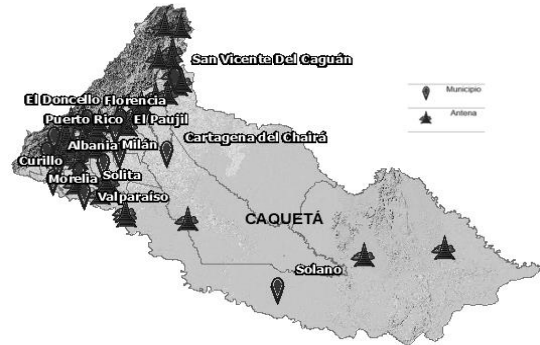 San Vicente Del Caguán
Municipio
Antena
El Doncello Florencia
Puerto Rico El Paujil
Cartagena del Chairá
Albania Milán
Curillo
Morelia Solita
Valparaíso
CAQUETÁ
Solano